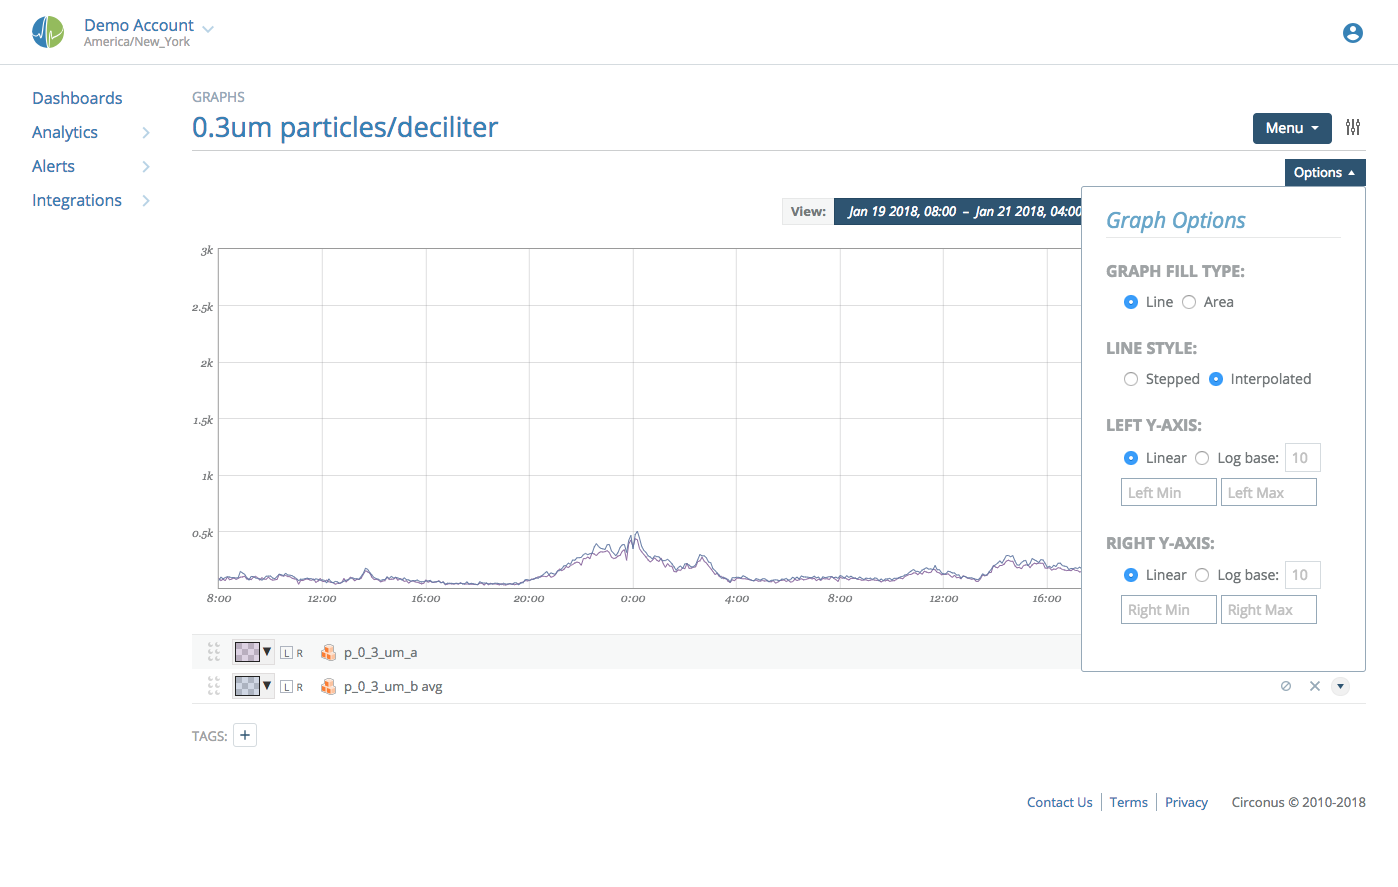 Demo Account
America/New_York
Dashboards
Analytics
Alerts
Integrations
GRAPHS
0.3um particles/deciliter
Menu
Options
View: Jan 19 2018, 08:00 – Jan 21 2018, 04:00
Graph Options
GRAPH FILL TYPE:
Line Area
LINE STYLE:
Stepped Interpolated
LEFT Y-AXIS:
Linear Log base: 10
Left Min Left Max
RIGHT Y-AXIS:
Linear Log base: 10
Right Min Right Max
3k
2.5k
2k
1.5k
1k
0.5k
8:00 12:00 16:00 20:00 0:00 4:00 8:00 12:00 16:00
L R p_0_3_um_a
L R p_0_3_um_b avg
TAGS: +
Contact Us Terms Privacy Circonus © 2010-2018